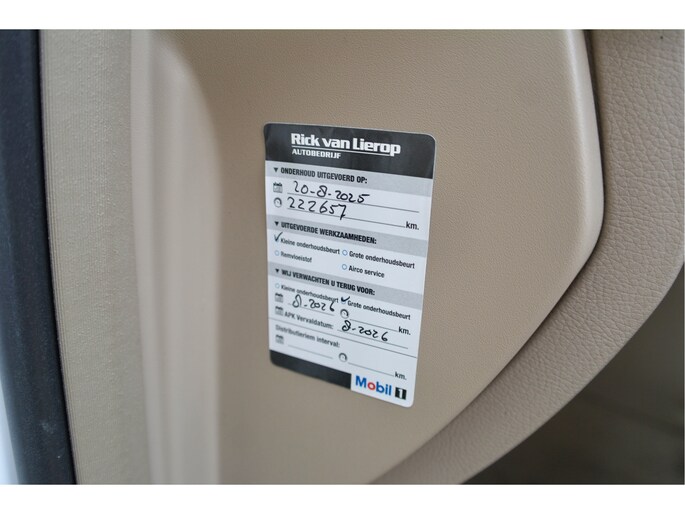 Rick van Lierop
AUTOBEDRIJF
▼ ONDERHOUD UITGEVOERD OP:
20-8-2025
222657 km.
▼ UITGEVOERDE WERKZAAMHEDEN:
✓ Kleine onderhoudsbeurt ○ Grote onderhoudsbeurt
○ Remvloeistof ○ Airco service
▼ WIJ VERWACHTEN U TERUG VOOR:
○ Kleine onderhoudsbeurt ✓ Grote onderhoudsbeurt
8-2026 km.
APK Vervaldatum: 8-2026
Distributieriem interval:
km.
Mobil 1